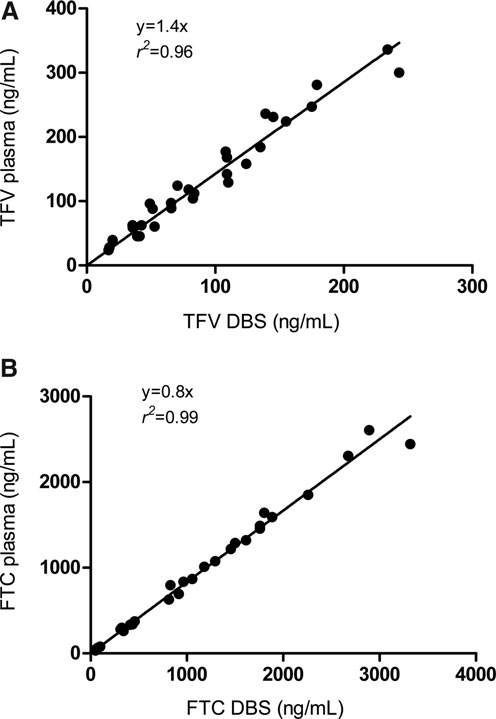 A
y=1.4x
r²=0.96
TFV plasma (ng/mL)
400
300
200
100
0
0 100 200 300
TFV DBS (ng/mL)
B
y=0.8x
r²=0.99
FTC plasma (ng/mL)
3000
2000
1000
0
0 1000 2000 3000 4000
FTC DBS (ng/mL)